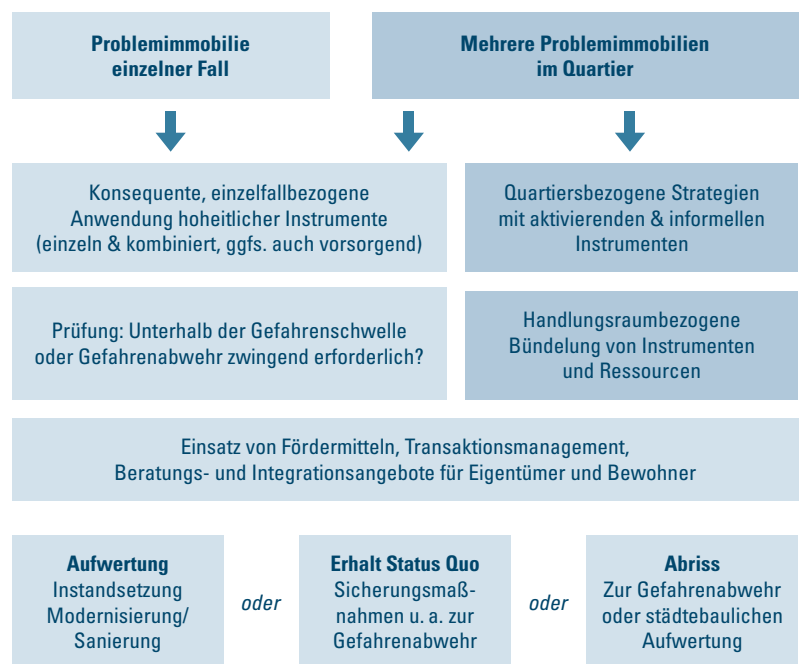 Problemimmobilie
einzelner Fall
Mehrere Problemimmobilien
im Quartier
Konsequente, einzelfallbezogene
Anwendung hoheitlicher Instrumente
(einzeln & kombiniert, ggfs. auch vorsorgend)
Quartiersbezogene Strategien
mit aktivierenden & informellen
Instrumenten
Prüfung: Unterhalb der Gefahrenschwelle
oder Gefahrenabwehr zwingend erforderlich?
Handlungsraumbezogene
Bündelung von Instrumenten
und Ressourcen
Einsatz von Fördermitteln, Transaktionsmanagement,
Beratungs- und Integrationsangebote für Eigentümer und Bewohner
Aufwertung
Instandsetzung
Modernisierung/
Sanierung
oder
Erhalt Status Quo
Sicherungsmaß-
nahmen u. a. zur
Gefahrenabwehr
oder
Abriss
Zur Gefahrenabwehr
oder städtebaulichen
Aufwertung